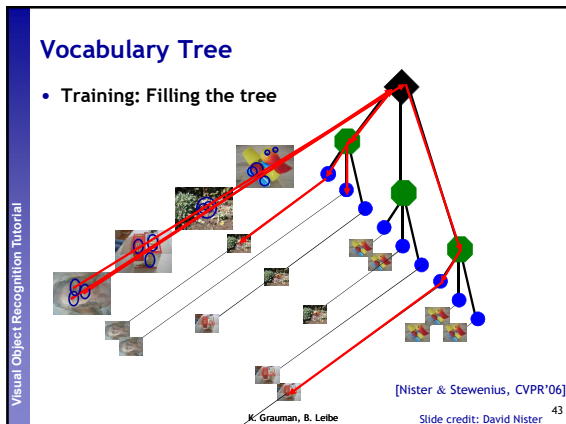 Visual Object Recognition Tutorial
Vocabulary Tree
• Training: Filling the tree
[Nister & Stewenius, CVPR'06]
K. Grauman, B. Leibe
Slide credit: David Nister
43